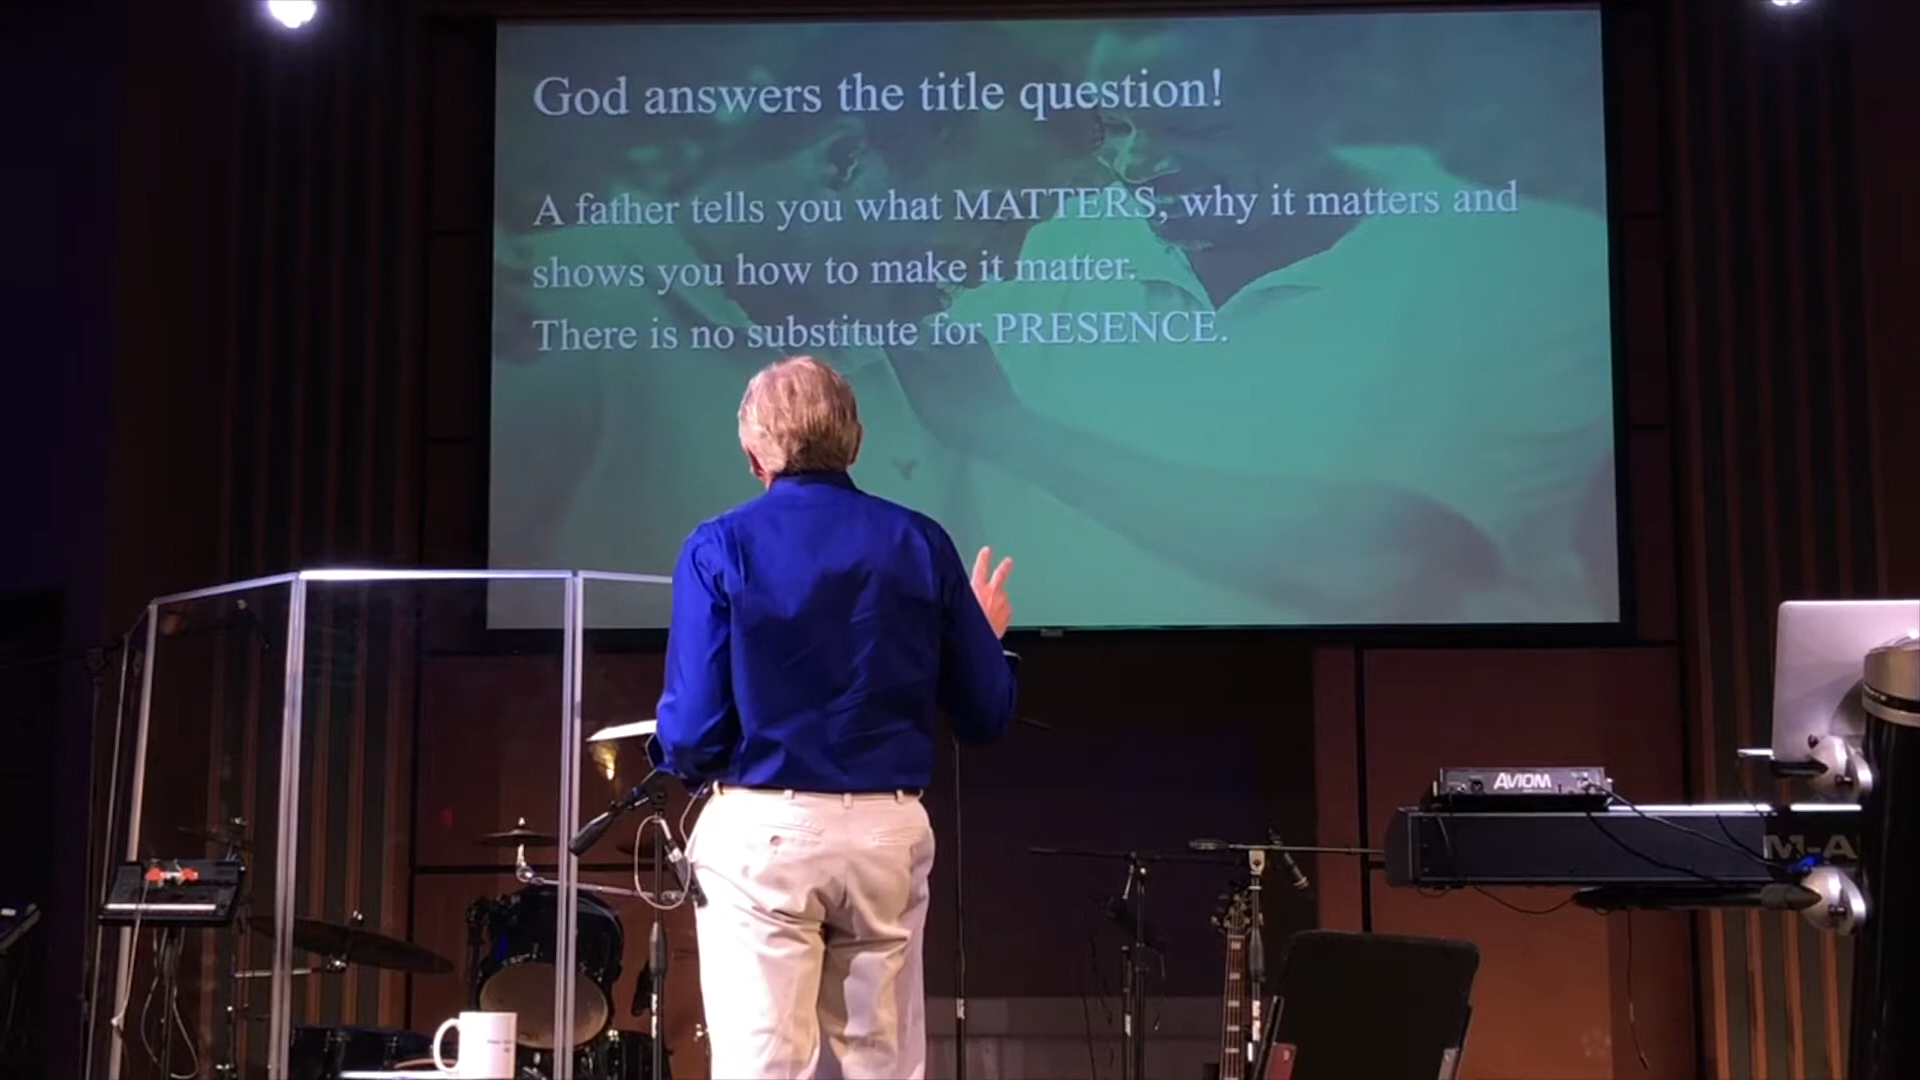 God answers the title question!
A father tells you what MATTERS, why it matters and
shows you how to make it matter.
There is no substitute for PRESENCE.
AVIOM
M-A